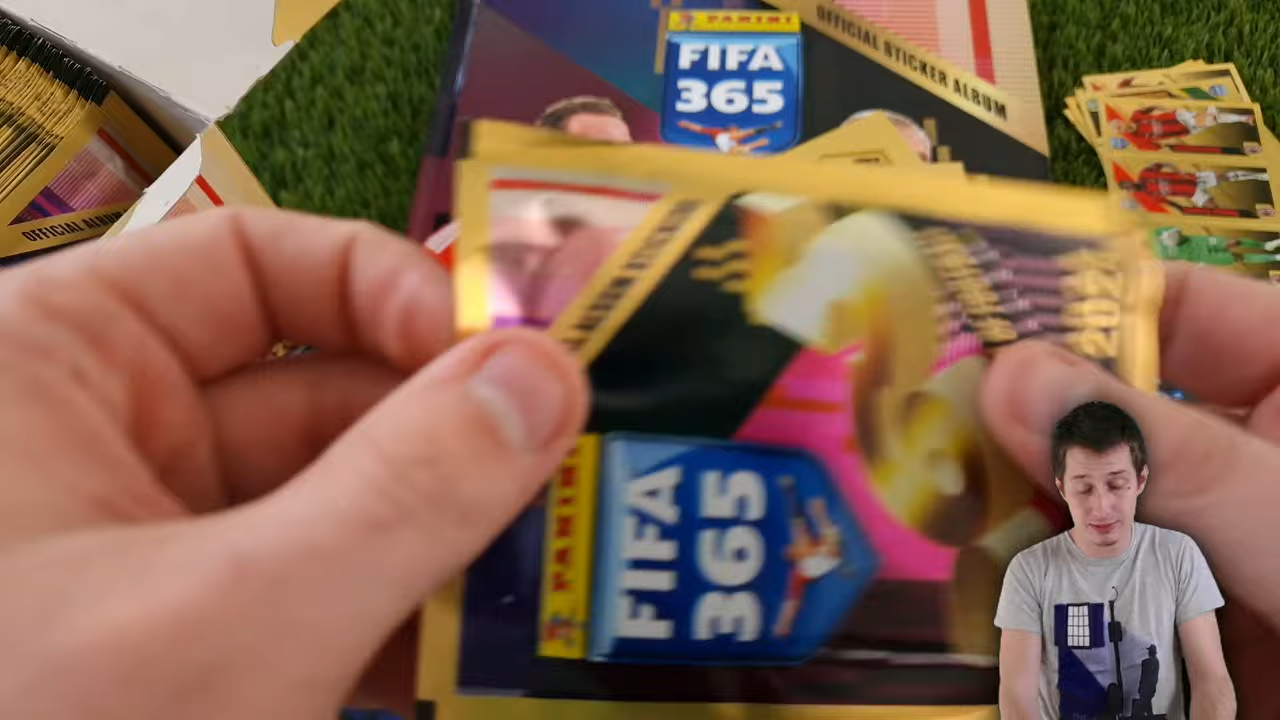 PANINI
FIFA
365
OFFICIAL STICKER ALBUM
OFFICIAL ALBUM
PANINI
FIFA
365